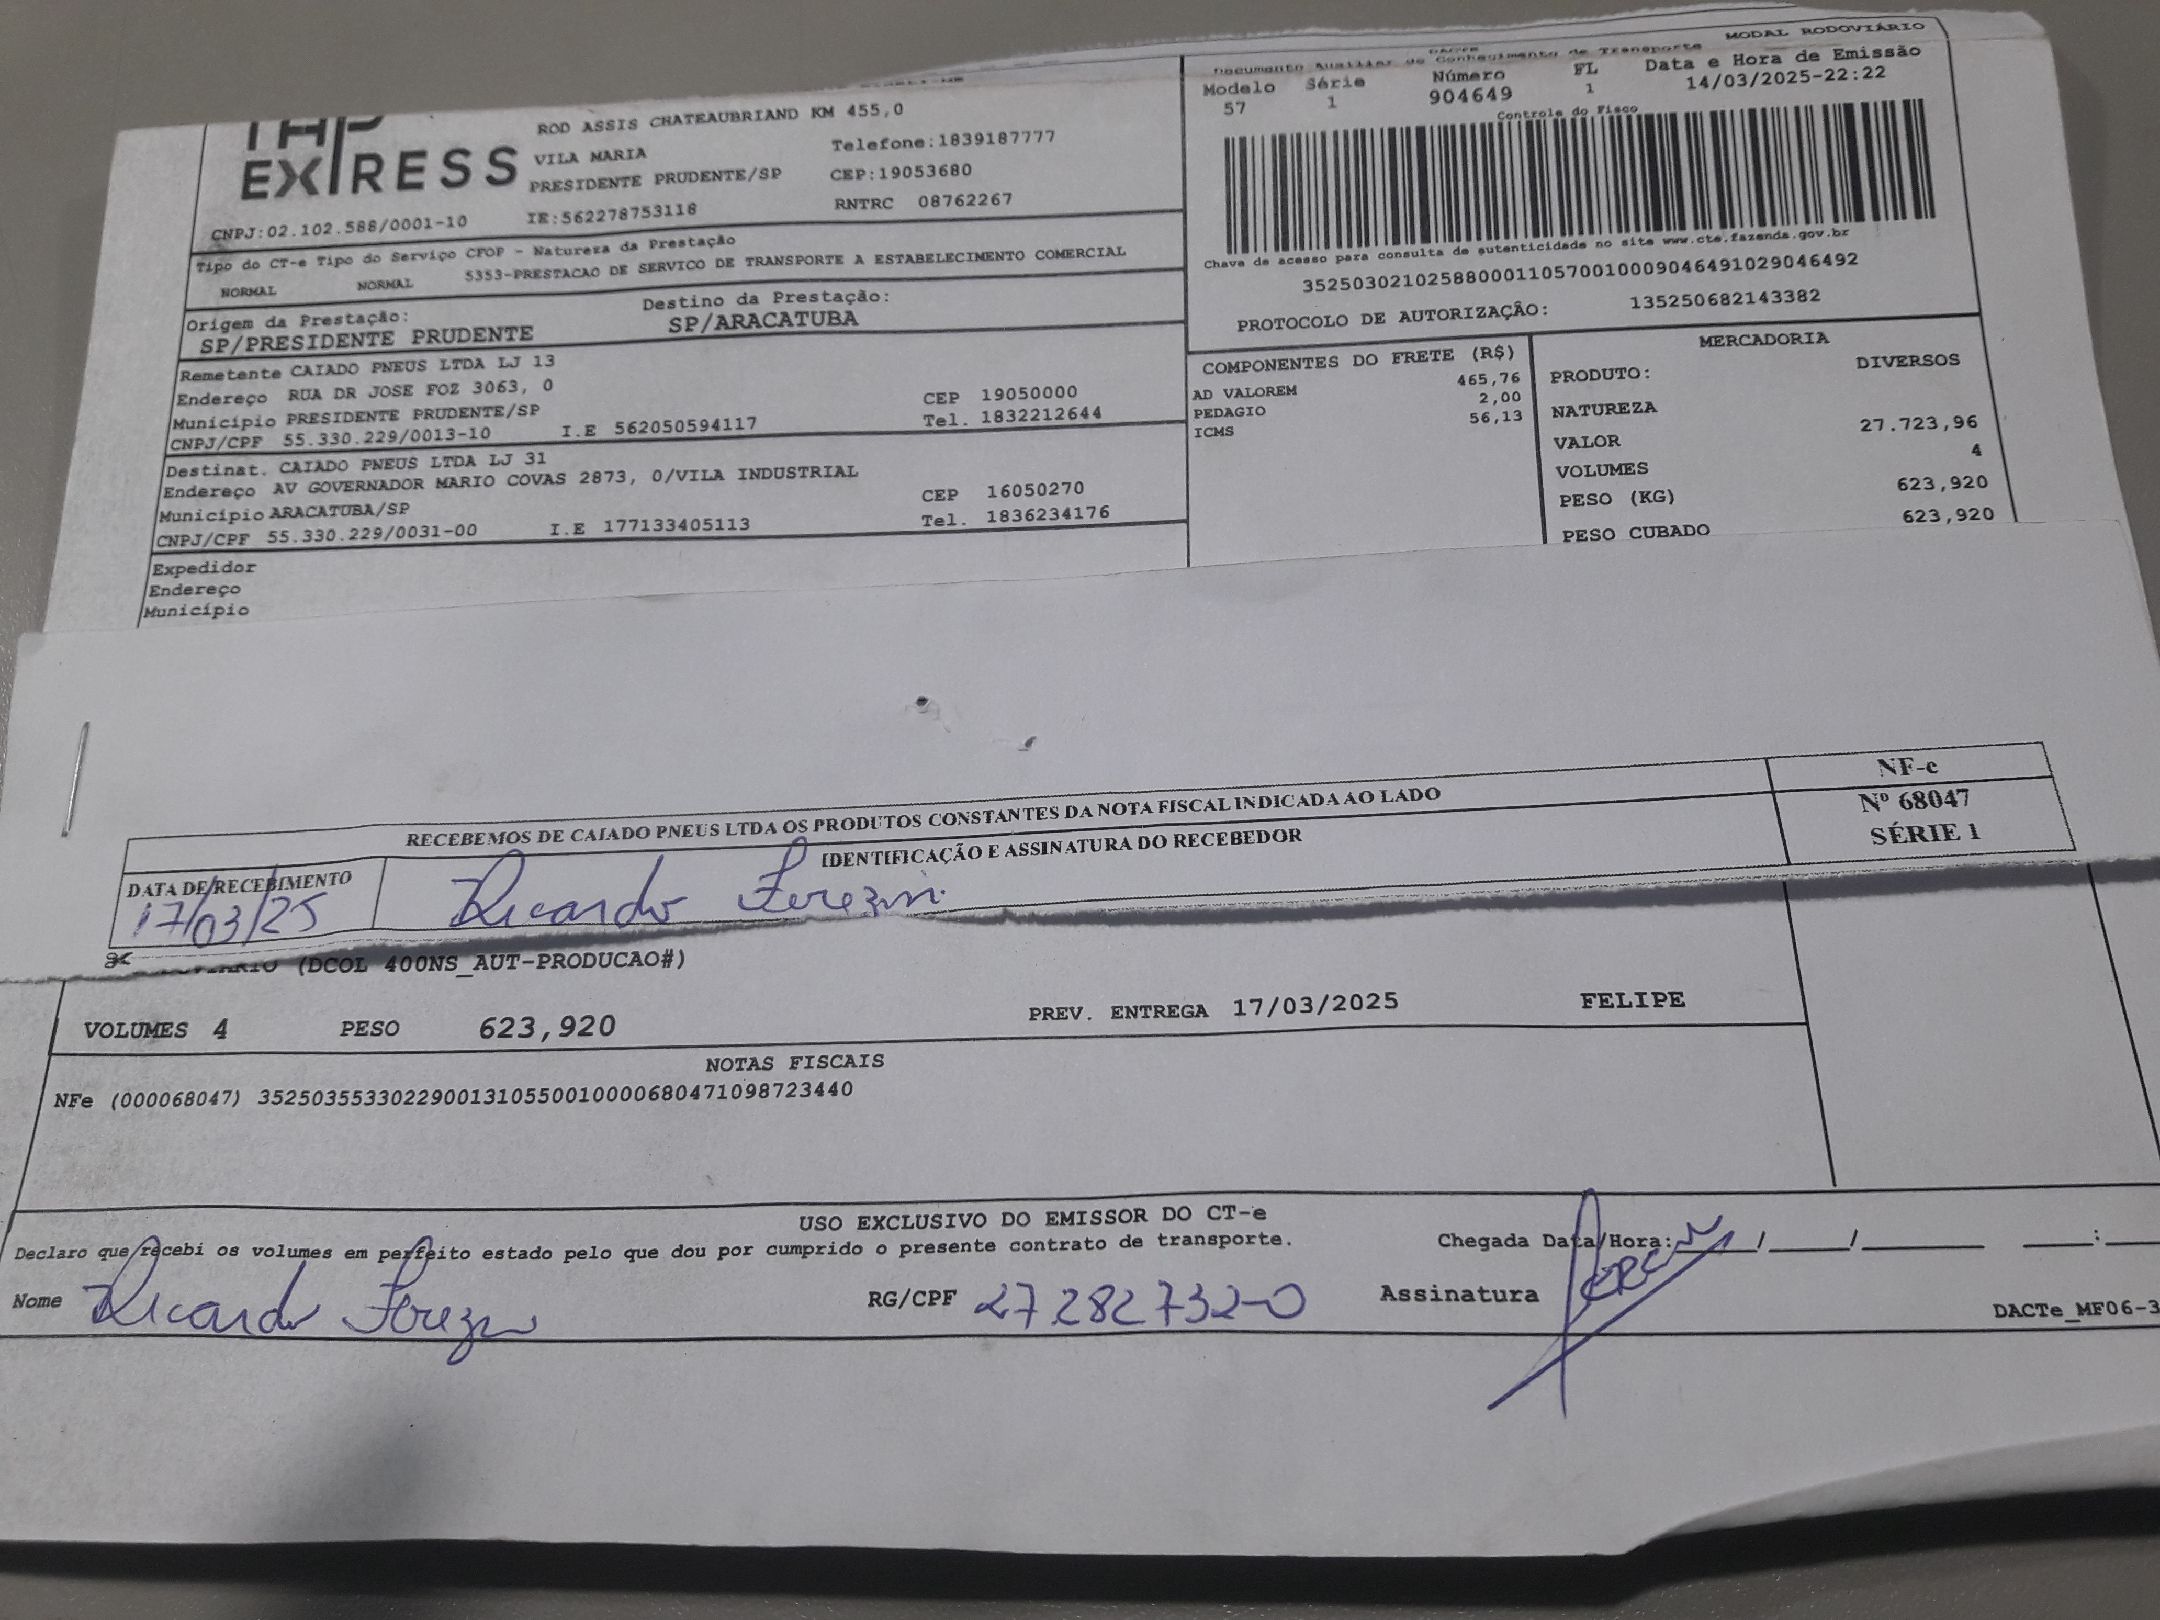 MODAL RODOVIÁRIO
Documento Auxiliar do Conhecimento de Transporte
Modelo Série Número FL Data e Hora de Emissão
57 1 904649 1 14/03/2025-22:22
Controle do Fisco
EXPRESS
ROD ASSIS CHATEAUBRIAND KM 455,0
VILA MARIA Telefone:1839187777
PRESIDENTE PRUDENTE/SP CEP:19053680
CNPJ:02.102.588/0001-10 IE:562278753118 RNTRC 08762267
Tipo do CT-e Tipo do Serviço CFOP - Natureza da Prestação
NORMAL NORMAL 5353-PRESTACAO DE SERVICO DE TRANSPORTE A ESTABELECIMENTO COMERCIAL
Chave de acesso para consulta de autenticidade no site www.cte.fazenda.gov.br
35250302102588000110570010009046491029046492
PROTOCOLO DE AUTORIZAÇÃO: 135250682143382
Origem da Prestação: Destino da Prestação:
SP/PRESIDENTE PRUDENTE SP/ARACATUBA
Remetente CAIADO PNEUS LTDA LJ 13
Endereço RUA DR JOSE FOZ 3063, 0 CEP 19050000
Município PRESIDENTE PRUDENTE/SP Tel. 1832212644
CNPJ/CPF 55.330.229/0013-10 I.E 562050594117
Destinat. CAIADO PNEUS LTDA LJ 31
Endereço AV GOVERNADOR MARIO COVAS 2873, 0/VILA INDUSTRIAL
Município ARACATUBA/SP CEP 16050270
CNPJ/CPF 55.330.229/0031-00 I.E 177133405113 Tel. 1836234176
Expedidor
Endereço
Município
COMPONENTES DO FRETE (R$)
AD VALOREM 465,76
PEDAGIO 2,00
ICMS 56,13
MERCADORIA
PRODUTO: DIVERSOS
NATUREZA
VALOR 27.723,96
VOLUMES 4
PESO (KG) 623,920
PESO CUBADO 623,920
RECEBEMOS DE CAIADO PNEUS LTDA OS PRODUTOS CONSTANTES DA NOTA FISCAL INDICADA AO LADO
NF-e
Nº 68047
SÉRIE 1
DATA DE RECEBIMENTO IDENTIFICAÇÃO E ASSINATURA DO RECEBEDOR
17/03/25 Ricardo Ferezin
(DCOL 400NS_AUT-PRODUCAO#)
VOLUMES 4 PESO 623,920 PREV. ENTREGA 17/03/2025 FELIPE
NOTAS FISCAIS
NFe (000068047) 35250355330229001310550010000680471098723440
USO EXCLUSIVO DO EMISSOR DO CT-e
Declaro que recebi os volumes em perfeito estado pelo que dou por cumprido o presente contrato de transporte. Chegada Data/Hora:____/____/____ ____:____
Nome Ricardo Ferezin RG/CPF 27282732-0 Assinatura
DACTe_MF06-3